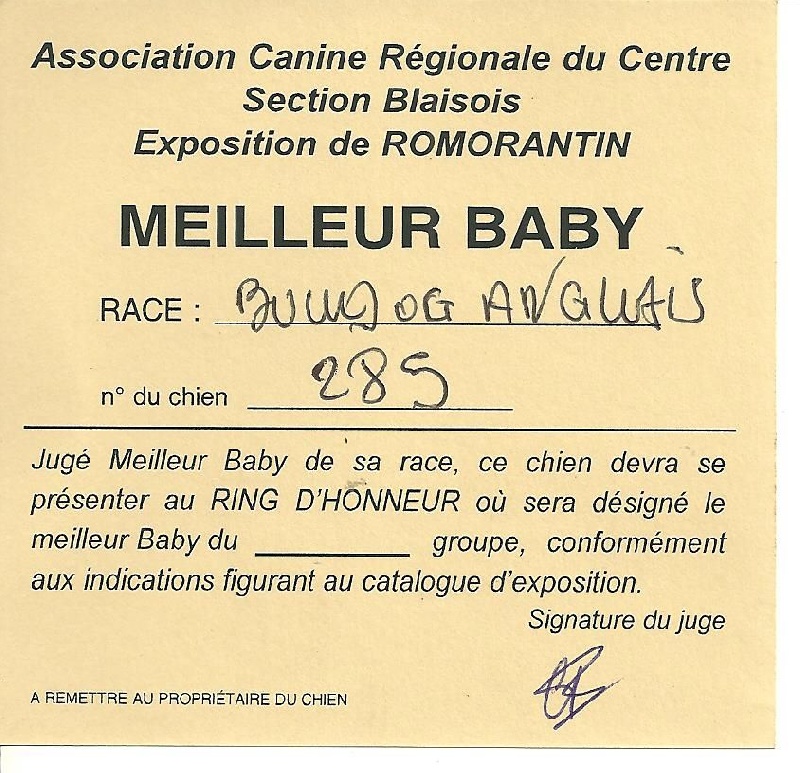 Association Canine Régionale du Centre
Section Blaisois
Exposition de ROMORANTIN
MEILLEUR BABY
RACE : BULLDOG ANGLAIS
n° du chien 285
Jugé Meilleur Baby de sa race, ce chien devra se
présenter au RING D'HONNEUR où sera désigné le
meilleur Baby du ________ groupe, conformément
aux indications figurant au catalogue d'exposition.
Signature du juge
A REMETTRE AU PROPRIÉTAIRE DU CHIEN